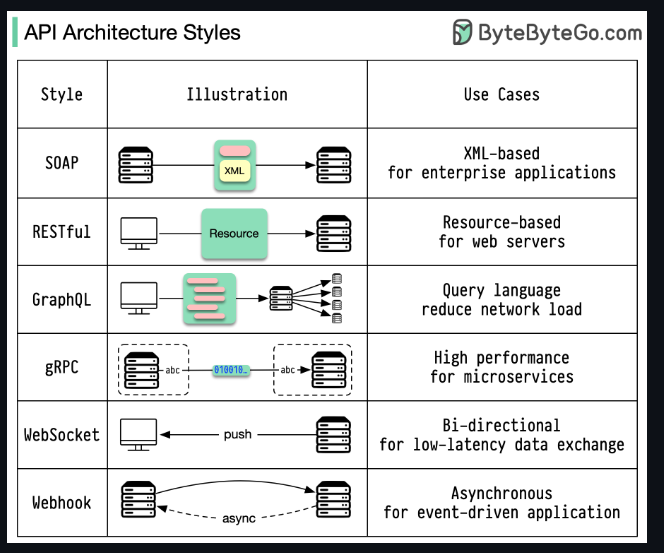 API Architecture Styles
ByteByteGo.com
Style
Illustration
Use Cases
SOAP
XML
XML-based
for enterprise applications
RESTful
Resource
Resource-based
for web servers
GraphQL
Query language
reduce network load
gRPC
abc
010010…
abc
High performance
for microservices
WebSocket
push
Bi-directional
for low-latency data exchange
Webhook
async
Asynchronous
for event-driven application